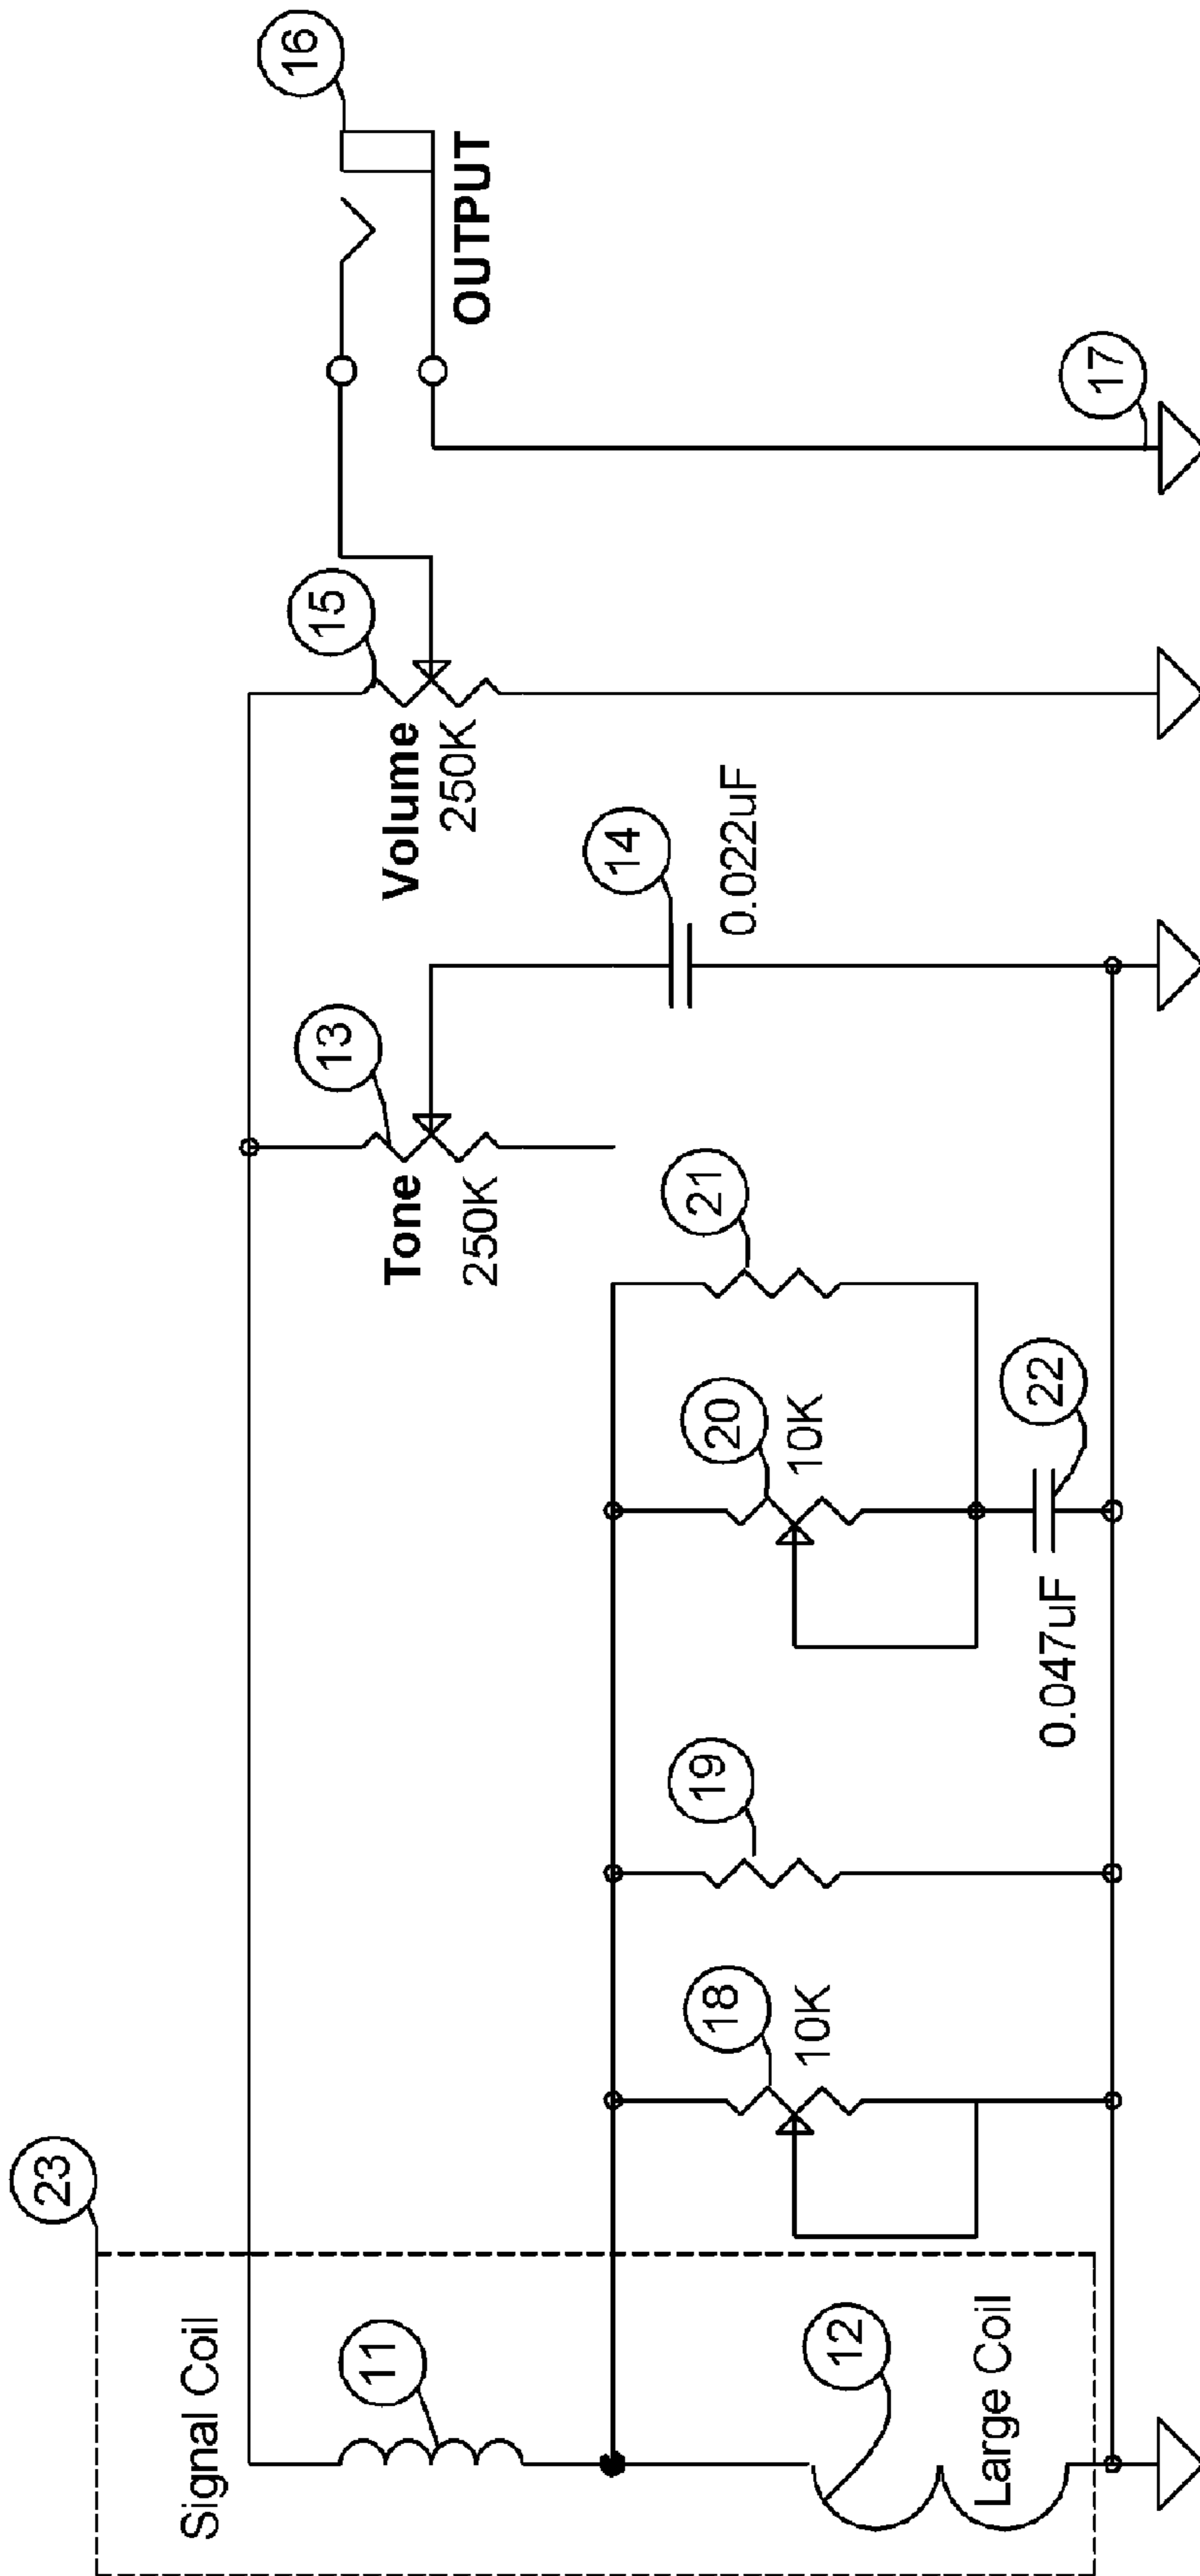 23
Signal Coil
11
12
Large Coil
18
10K
19
20
10K
21
22
0.047uF
13
Tone
250K
14
0.022uF
15
Volume
250K
16
OUTPUT
17